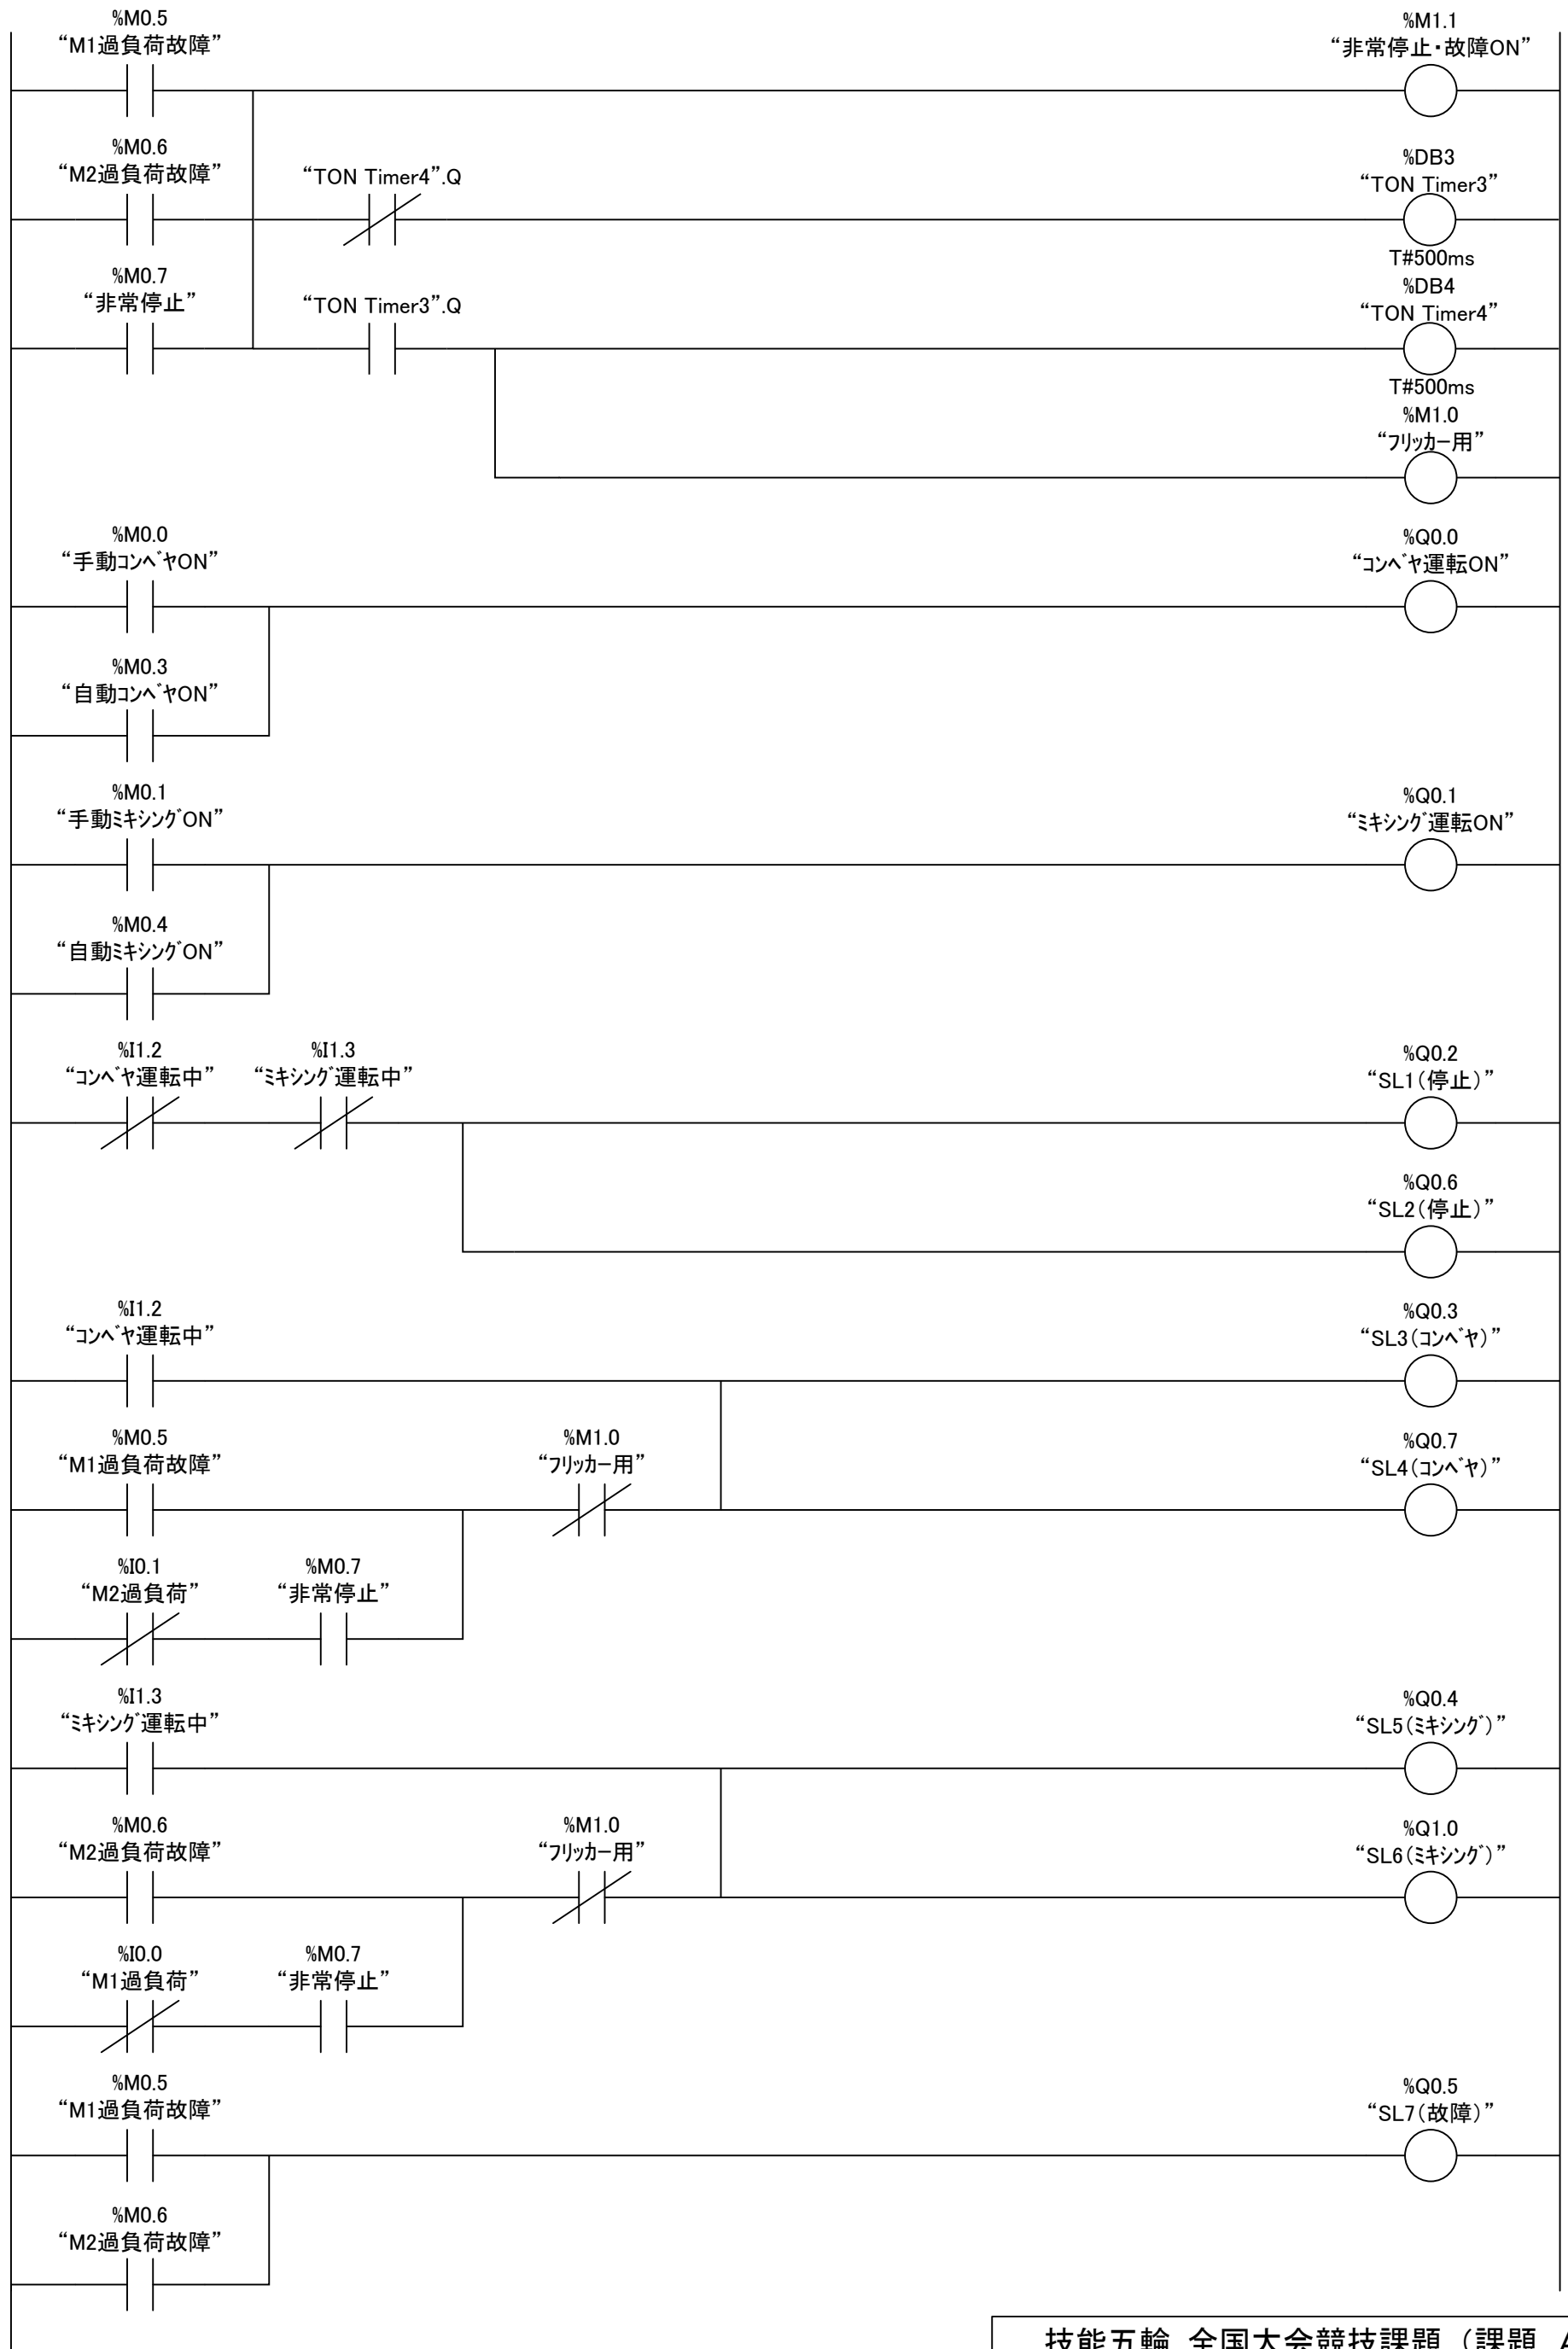 %M0.5
“M1過負荷故障”
%M1.1
“非常停止・故障ON”
%M0.6
“M2過負荷故障”
“TON Timer4”.Q
%DB3
“TON Timer3”
T#500ms
%M0.7
“非常停止”
“TON Timer3”.Q
%DB4
“TON Timer4”
T#500ms
%M1.0
“フリッカー用”
%M0.0
“手動コンベヤON”
%Q0.0
“コンベヤ運転ON”
%M0.3
“自動コンベヤON”
%M0.1
“手動ミキシングON”
%Q0.1
“ミキシング運転ON”
%M0.4
“自動ミキシングON”
%I1.2
“コンベヤ運転中”
%I1.3
“ミキシング運転中”
%Q0.2
“SL1(停止)”
%Q0.6
“SL2(停止)”
%I1.2
“コンベヤ運転中”
%Q0.3
“SL3(コンベヤ)”
%M0.5
“M1過負荷故障”
%M1.0
“フリッカー用”
%Q0.7
“SL4(コンベヤ)”
%I0.1
“M2過負荷”
%M0.7
“非常停止”
%I1.3
“ミキシング運転中”
%Q0.4
“SL5(ミキシング)”
%M0.6
“M2過負荷故障”
%M1.0
“フリッカー用”
%Q1.0
“SL6(ミキシング)”
%I0.0
“M1過負荷”
%M0.7
“非常停止”
%M0.5
“M1過負荷故障”
%Q0.5
“SL7(故障)”
%M0.6
“M2過負荷故障”
技能五輪 全国大会競技課題 (課題